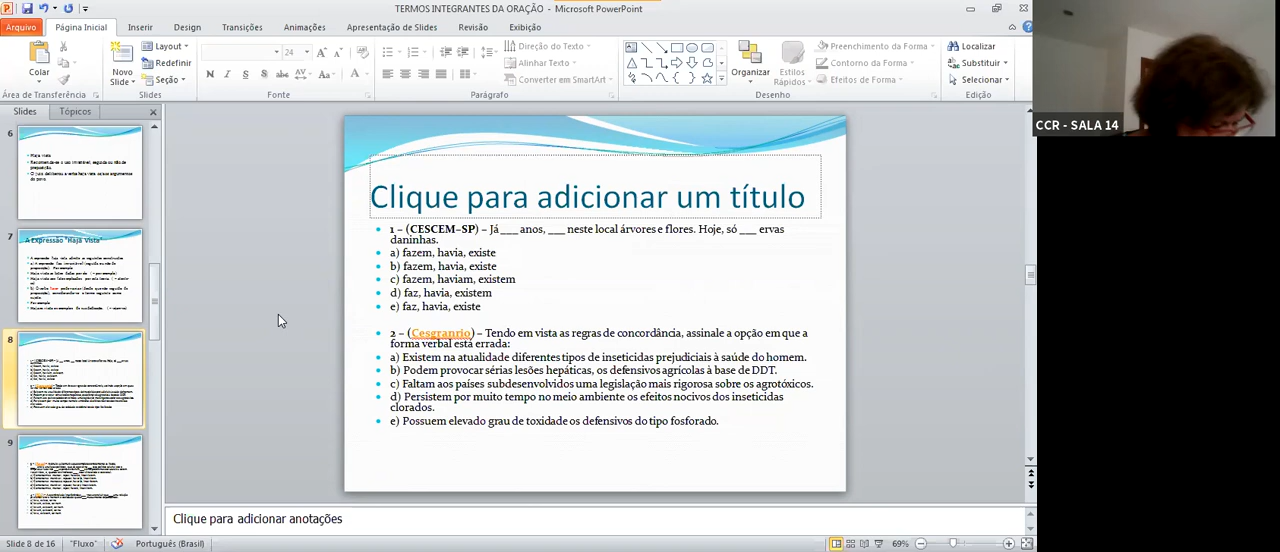 TERMOS INTEGRANTES DA ORAÇÃO - Microsoft PowerPoint
Arquivo Página Inicial Inserir Design Transições Animações Apresentação de Slides Revisão Exibição
Colar
Novo Slide
Layout
Redefinir
Seção
24
N I S
Direção do Texto
Alinhar Texto
Converter em SmartArt
Organizar
Estilos Rápidos
Preenchimento da Forma
Contorno da Forma
Efeitos de Forma
Localizar
Substituir
Selecionar
Área de Transferência Slides Fonte Parágrafo Desenho Edição
CCR - SALA 14
Slides Tópicos
6
Haja vista
7
A Expressão "Haja Vista"
8
9
Clique para adicionar um título
1 – (CESCEM–SP) – Já ___ anos, ___ neste local árvores e flores. Hoje, só ___ ervas
daninhas.
a) fazem, havia, existe
b) fazem, havia, existe
c) fazem, haviam, existem
d) faz, havia, existem
e) faz, havia, existe
2 – (Cesgranrio) – Tendo em vista as regras de concordância, assinale a opção em que a
forma verbal está errada:
a) Existem na atualidade diferentes tipos de inseticidas prejudiciais à saúde do homem.
b) Podem provocar sérias lesões hepáticas, os defensivos agrícolas à base de DDT.
c) Faltam aos países subdesenvolvidos uma legislação mais rigorosa sobre os agrotóxicos.
d) Persistem por muito tempo no meio ambiente os efeitos nocivos dos inseticidas
clorados.
e) Possuem elevado grau de toxidade os defensivos do tipo fosforado.
Clique para adicionar anotações
Slide 8 de 16 "Fluxo" Português (Brasil) 69%